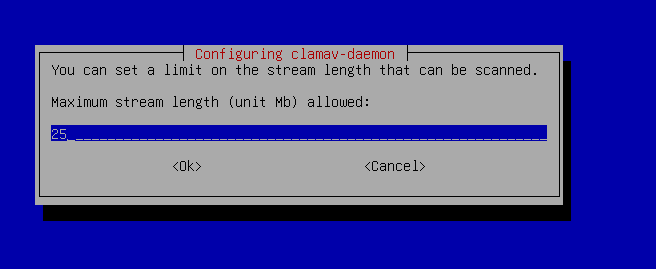 Configuring clamav-daemon
You can set a limit on the stream length that can be scanned.
Maximum stream length (unit Mb) allowed:
25
<Ok> <Cancel>